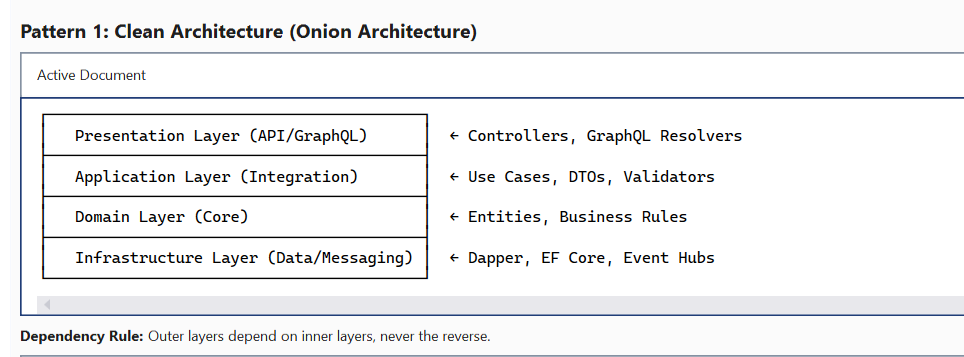 Pattern 1: Clean Architecture (Onion Architecture)
Active Document
Presentation Layer (API/GraphQL) ← Controllers, GraphQL Resolvers
Application Layer (Integration) ← Use Cases, DTOs, Validators
Domain Layer (Core) ← Entities, Business Rules
Infrastructure Layer (Data/Messaging) ← Dapper, EF Core, Event Hubs
Dependency Rule: Outer layers depend on inner layers, never the reverse.